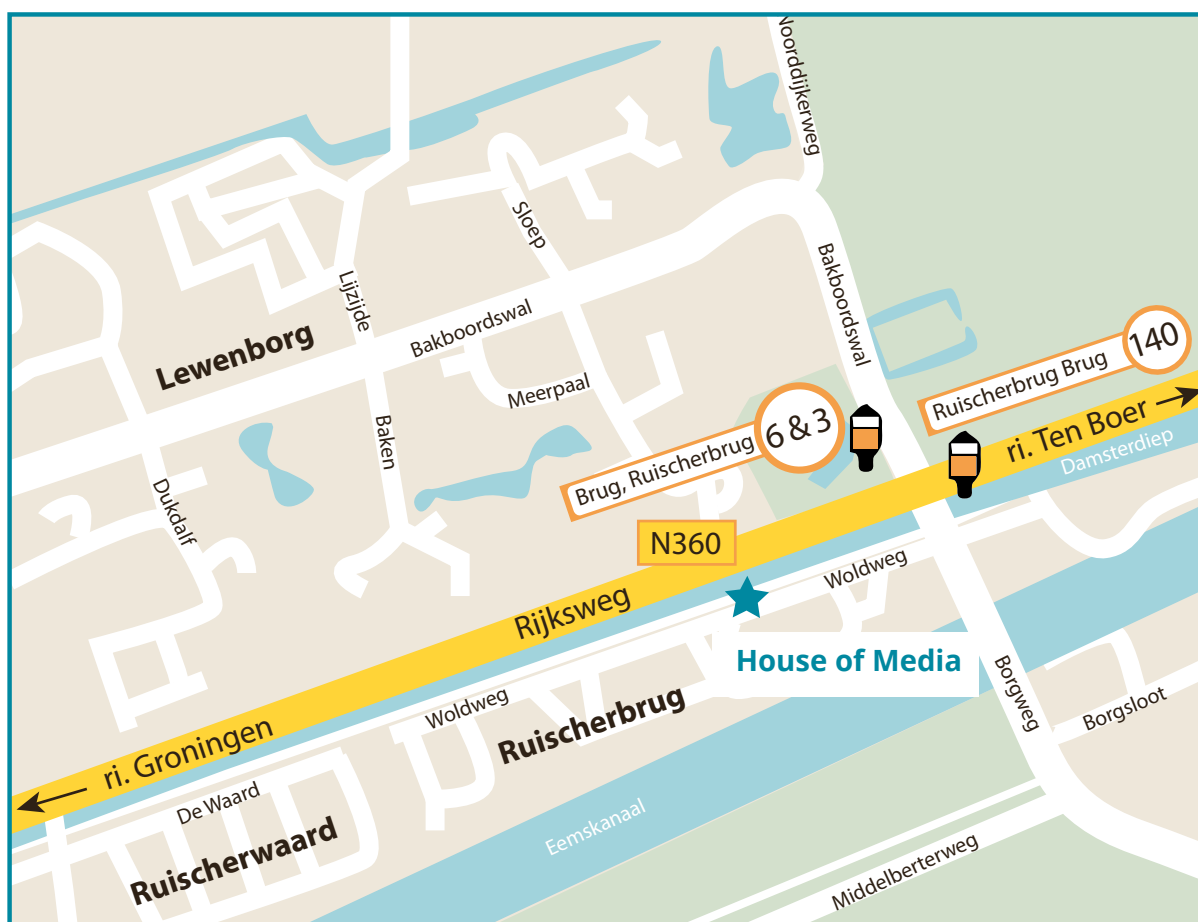 Noorddijkerweg
Sloep
Lijzijde
Bakboordswal
Bakboordswal
Lewenborg
Meerpaal
Baken
Dukdalf
Ruischerbrug Brug
140
Brug, Ruischerbrug
6 & 3
ri. Ten Boer
Damsterdiep
N360
Rijksweg
Woldweg
House of Media
Woldweg
Ruischerbrug
Borgweg
Borgsloot
ri. Groningen
De Waard
Ruischerwaard
Eemskanaal
Middelberterweg